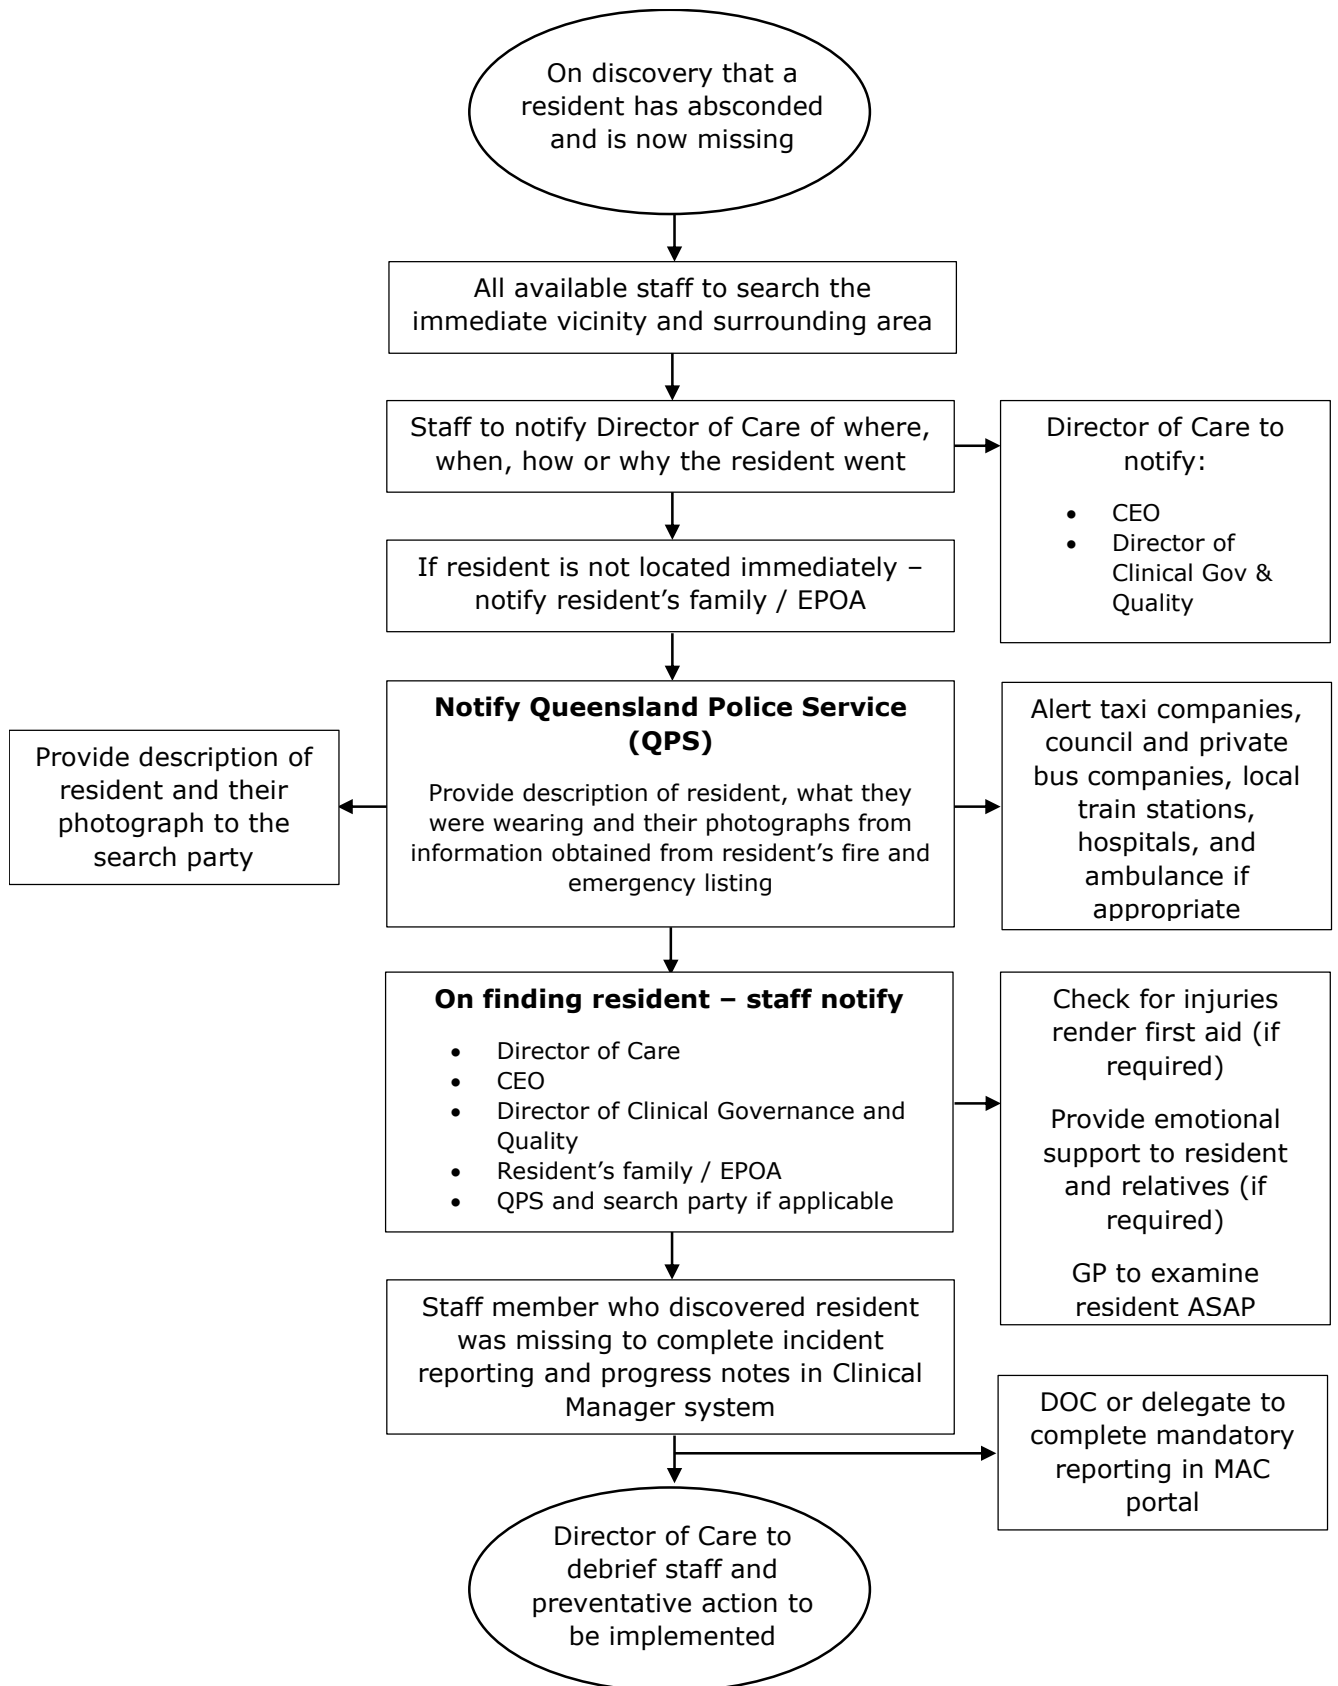 On discovery that a
resident has absconded
and is now missing
All available staff to search the
immediate vicinity and surrounding area
Staff to notify Director of Care of where,
when, how or why the resident went
Director of Care to
notify:
• CEO
• Director of
Clinical Gov &
Quality
If resident is not located immediately –
notify resident's family / EPOA
Notify Queensland Police Service
(QPS)
Provide description of resident, what they
were wearing and their photographs from
information obtained from resident's fire and
emergency listing
Provide description of
resident and their
photograph to the
search party
Alert taxi companies,
council and private
bus companies, local
train stations,
hospitals, and
ambulance if
appropriate
On finding resident – staff notify
• Director of Care
• CEO
• Director of Clinical Governance and
Quality
• Resident's family / EPOA
• QPS and search party if applicable
Check for injuries
render first aid (if
required)
Provide emotional
support to resident
and relatives (if
required)
GP to examine
resident ASAP
Staff member who discovered resident
was missing to complete incident
reporting and progress notes in Clinical
Manager system
DOC or delegate to
complete mandatory
reporting in MAC
portal
Director of Care to
debrief staff and
preventative action to
be implemented